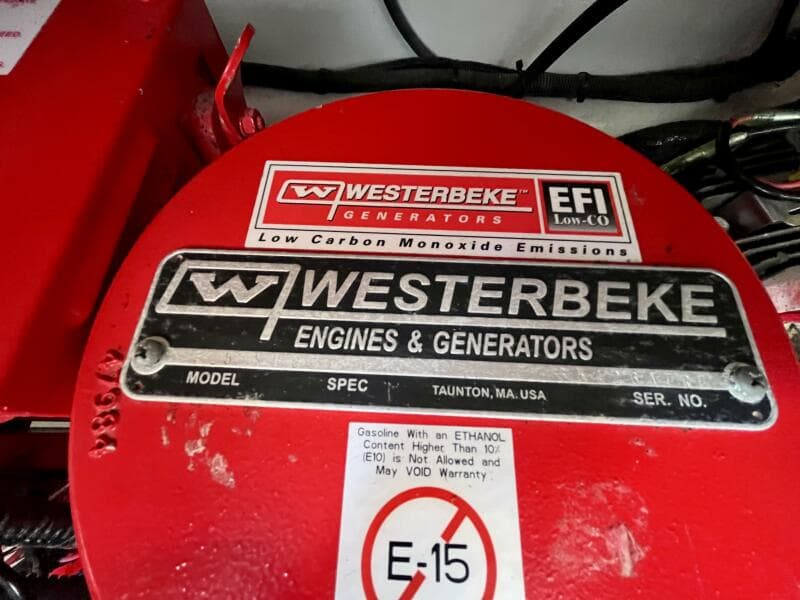 WESTERBEKE™
GENERATORS
EFI
Low-CO
Low Carbon Monoxide Emissions
WESTERBEKE
ENGINES & GENERATORS
MODEL SPEC TAUNTON, MA. USA SER. NO.
Gasoline With an ETHANOL
Content Higher Than 10%
(E10) is Not Allowed and
May VOID Warranty
E-15